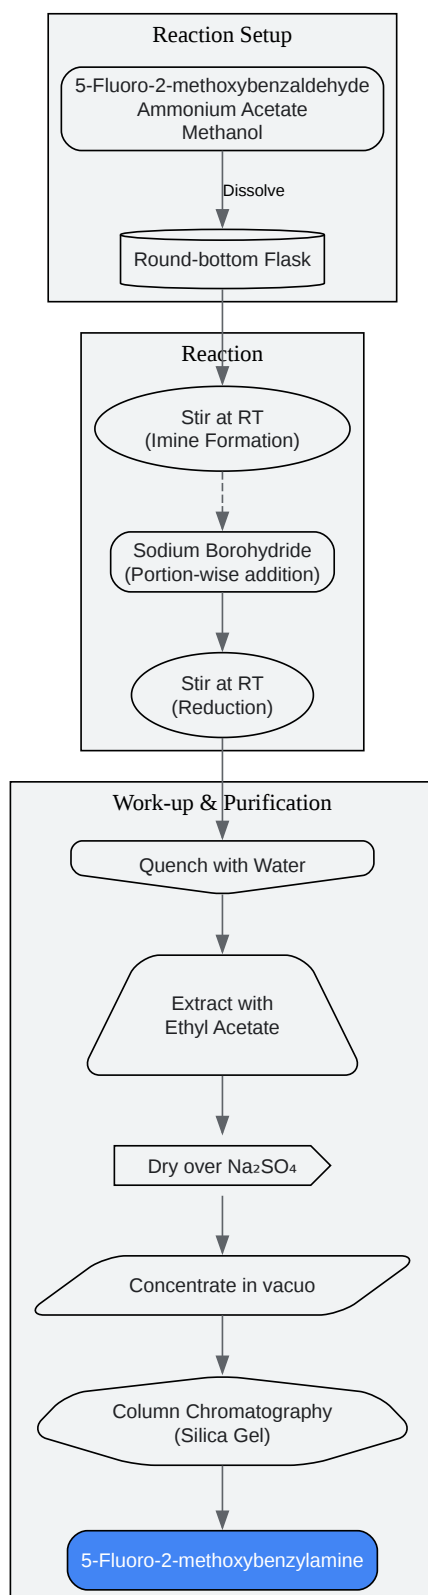 Reaction Setup
5-Fluoro-2-methoxybenzaldehyde
Ammonium Acetate
Methanol
Dissolve
Round-bottom Flask
Reaction
Stir at RT
(Imine Formation)
Sodium Borohydride
(Portion-wise addition)
Stir at RT
(Reduction)
Work-up & Purification
Quench with Water
Extract with
Ethyl Acetate
Dry over Na₂SO₄
Concentrate in vacuo
Column Chromatography
(Silica Gel)
5-Fluoro-2-methoxybenzylamine